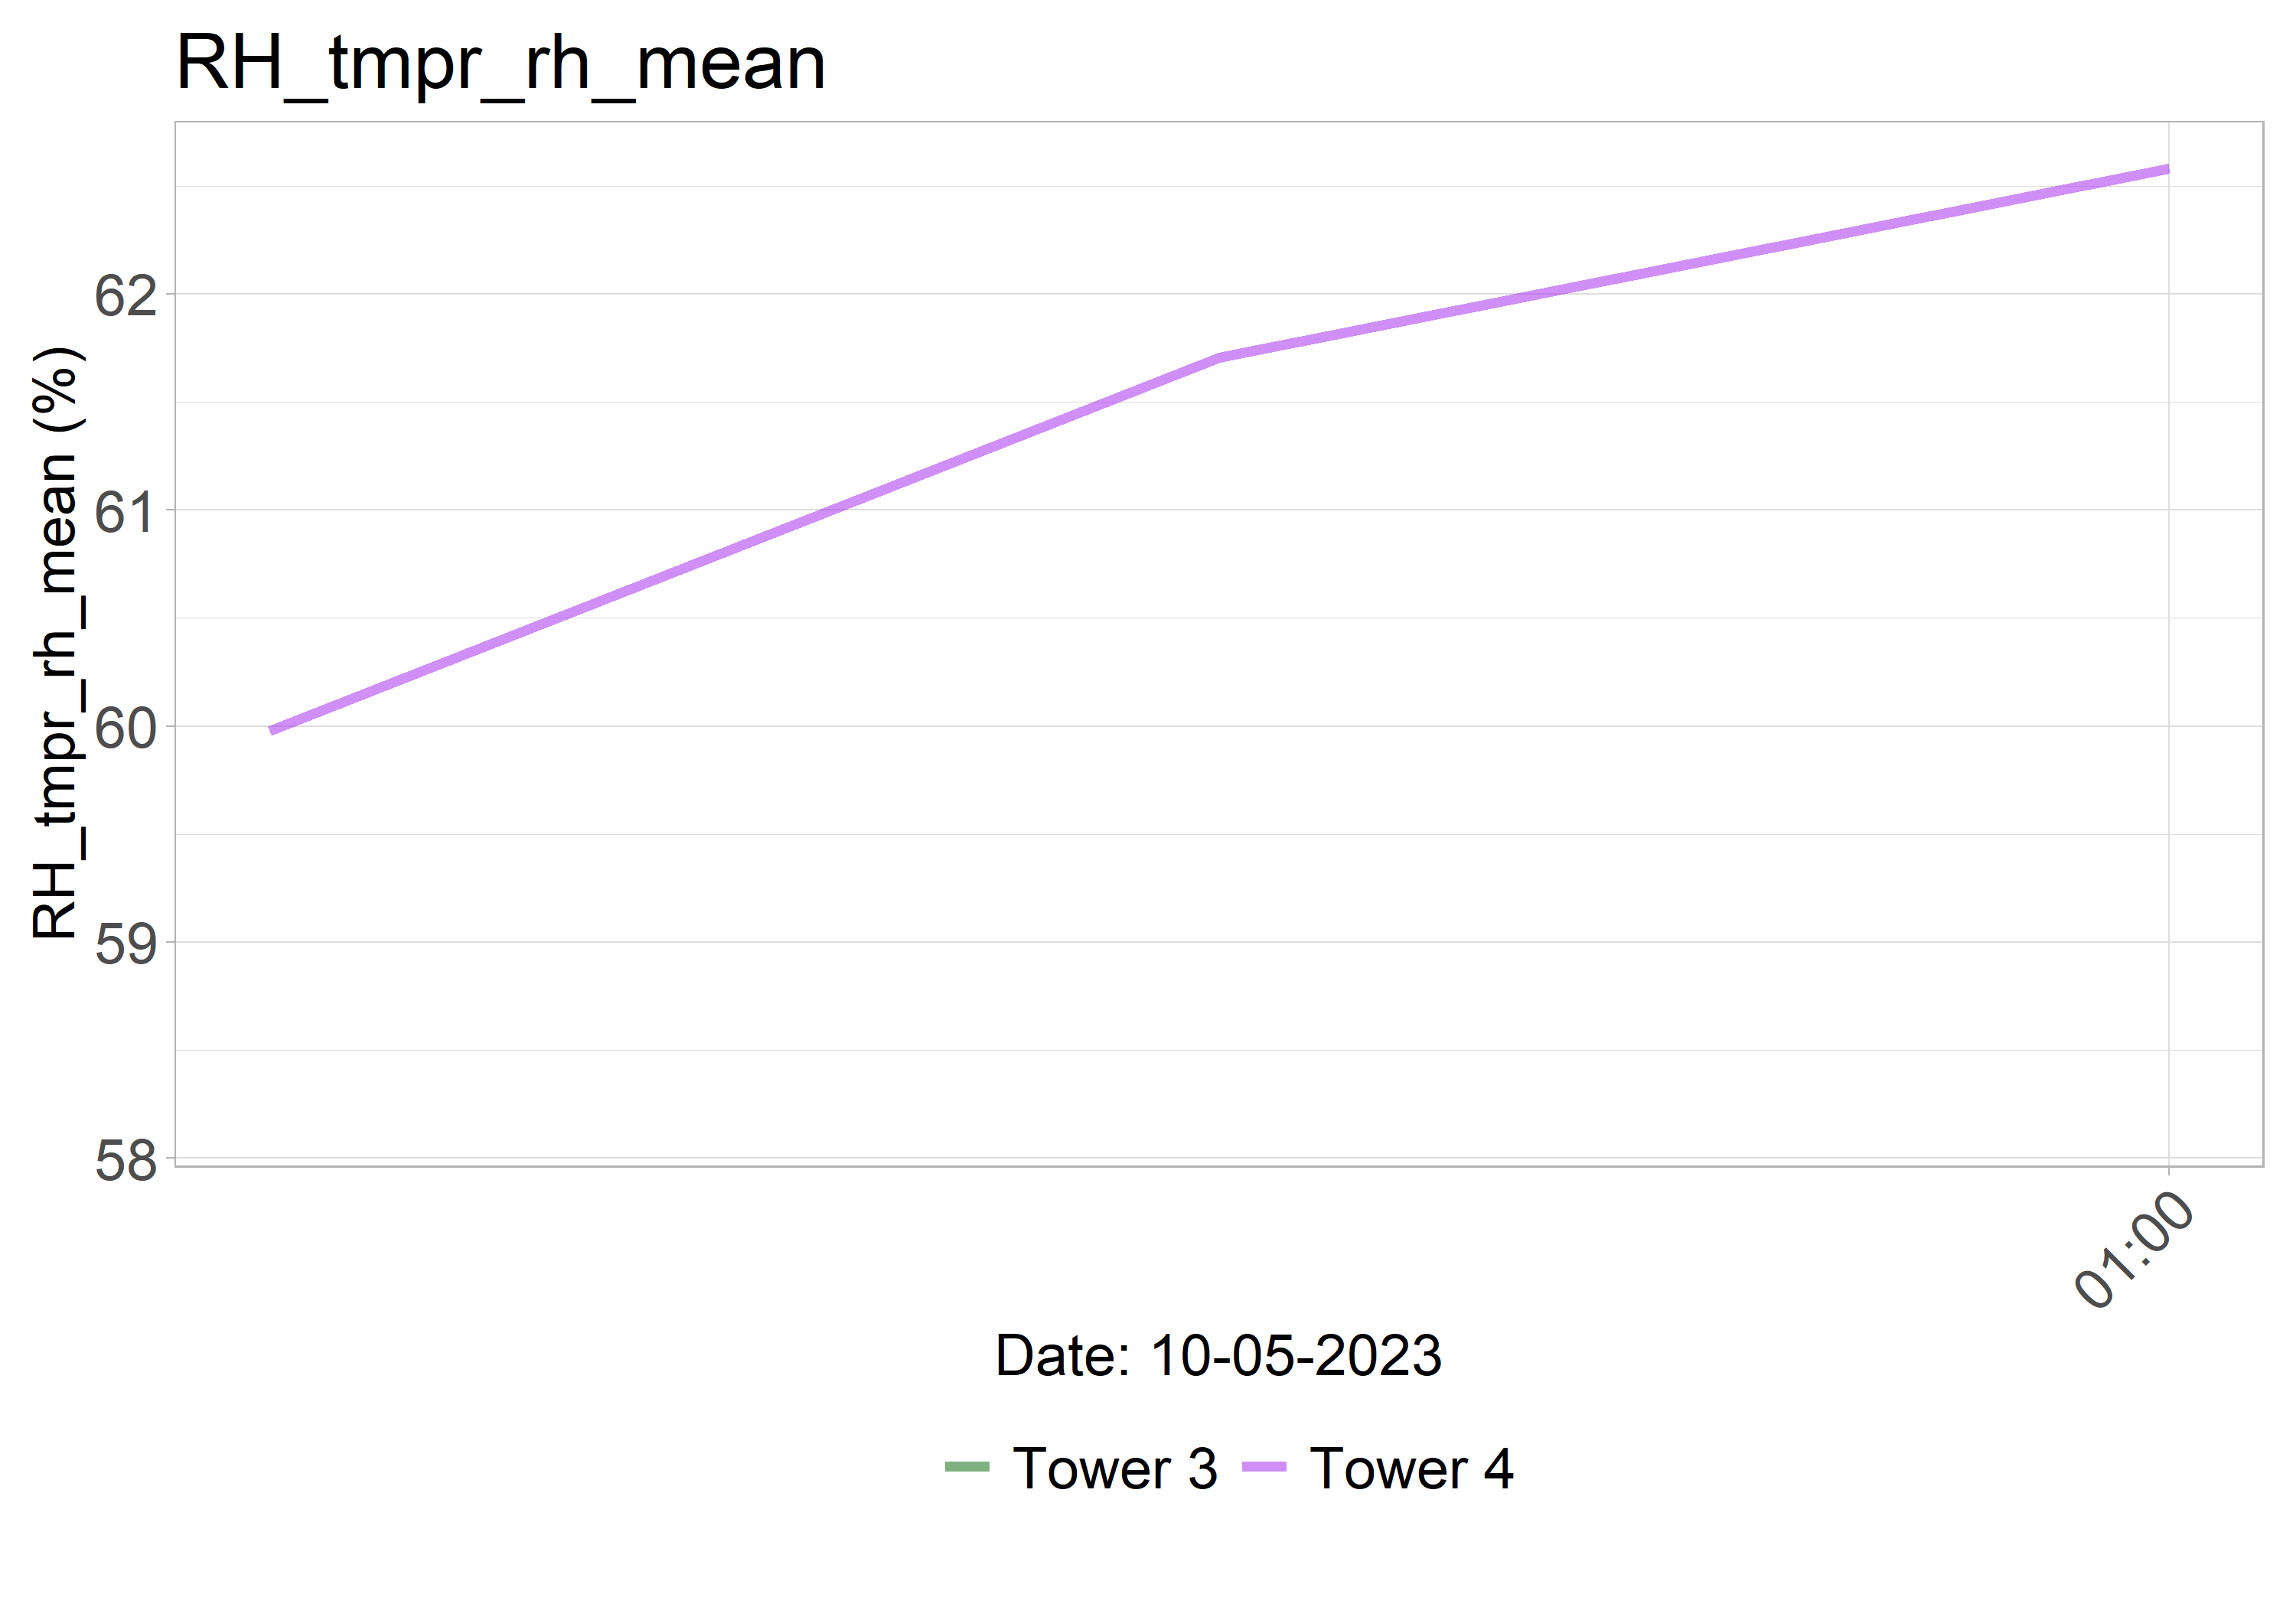 RH_tmpr_rh_mean
RH_tmpr_rh_mean (%)
62
61
60
59
58
01:00
Date: 10-05-2023
Tower 3 Tower 4